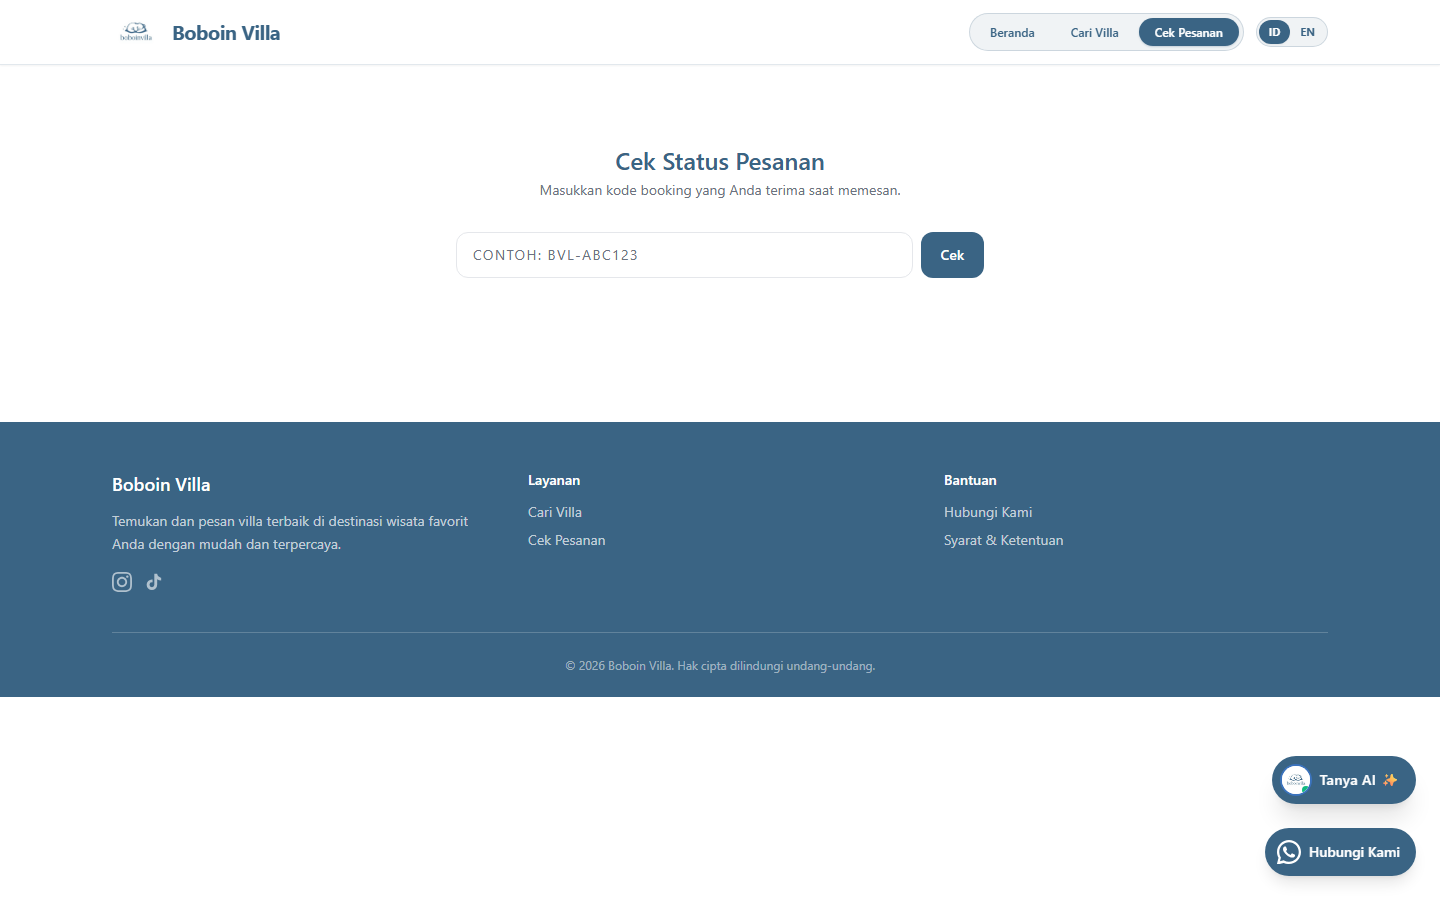 boboinvilla
Boboin Villa
Beranda
Cari Villa
Cek Pesanan
ID
EN
Cek Status Pesanan
Masukkan kode booking yang Anda terima saat memesan.
CONTOH: BVL-ABC123
Cek
Boboin Villa
Temukan dan pesan villa terbaik di destinasi wisata favorit
Anda dengan mudah dan terpercaya.
Layanan
Cari Villa
Cek Pesanan
Bantuan
Hubungi Kami
Syarat & Ketentuan
© 2026 Boboin Villa. Hak cipta dilindungi undang-undang.
Tanya AI ✨
Hubungi Kami